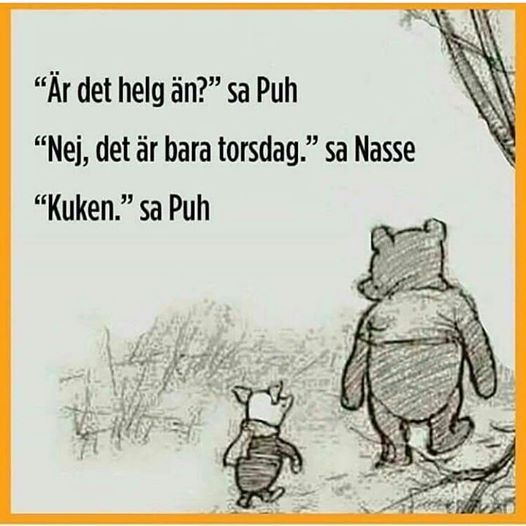 “Är det helg än?” sa Puh
“Nej, det är bara torsdag.” sa Nasse
“Kuken.” sa Puh